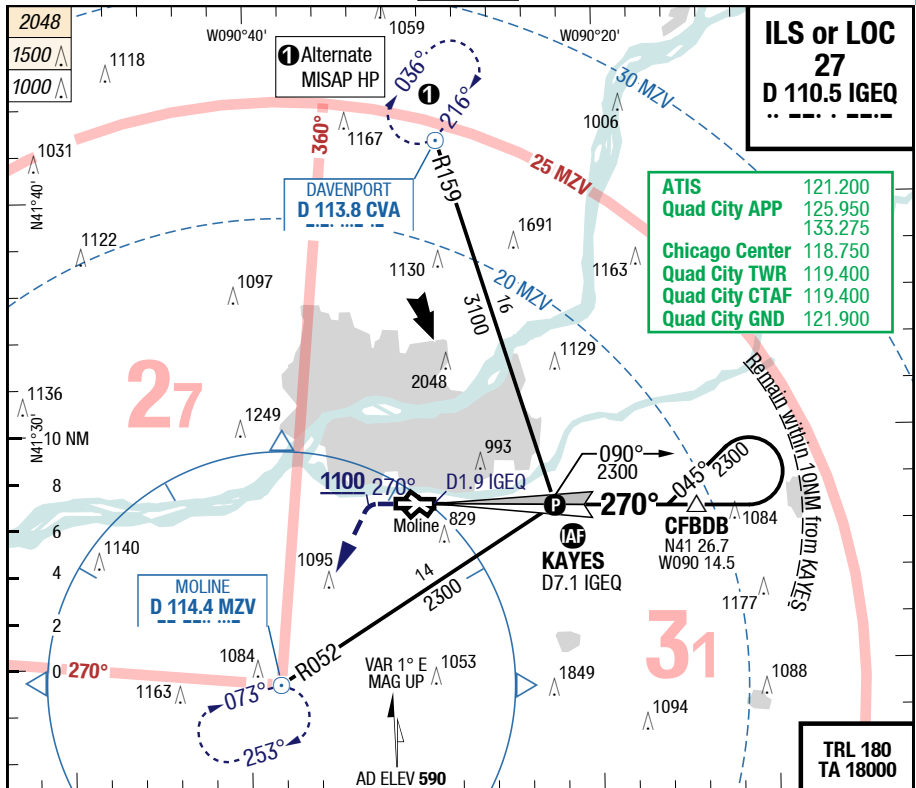 2048
1500
1000
1118
1059
W090°40'
W090°20'
1 Alternate
MISAP HP
036°
1
216°
30 MZV
ILS or LOC
27
D 110.5 IGEQ
1006
1167
360°
1031
N41°40'
25 MZV
R159
DAVENPORT
D 113.8 CVA
ATIS 121.200
Quad City APP 125.950
133.275
Chicago Center 118.750
Quad City TWR 119.400
Quad City CTAF 119.400
Quad City GND 121.900
1122
1691
1130
1163
20 MZV
1097
16
3100
27
2048
1129
1136
N41°30'
1249
Remain within 10NM from KAYES
10 NM
993
090°
2300
045°
2300
8
1100 270°
D1.9 IGEQ
P
270°
Moline
829
CFBDB
N41 26.7
W090 14.5
1084
6
IAF
KAYES
D7.1 IGEQ
1140
4
1095
14
2300
1177
MOLINE
D 114.4 MZV
2
31
R052
0
270°
1084
VAR 1° E
MAG UP
1053
1849
1088
1163
073°
253°
1094
AD ELEV 590
TRL 180
TA 18000